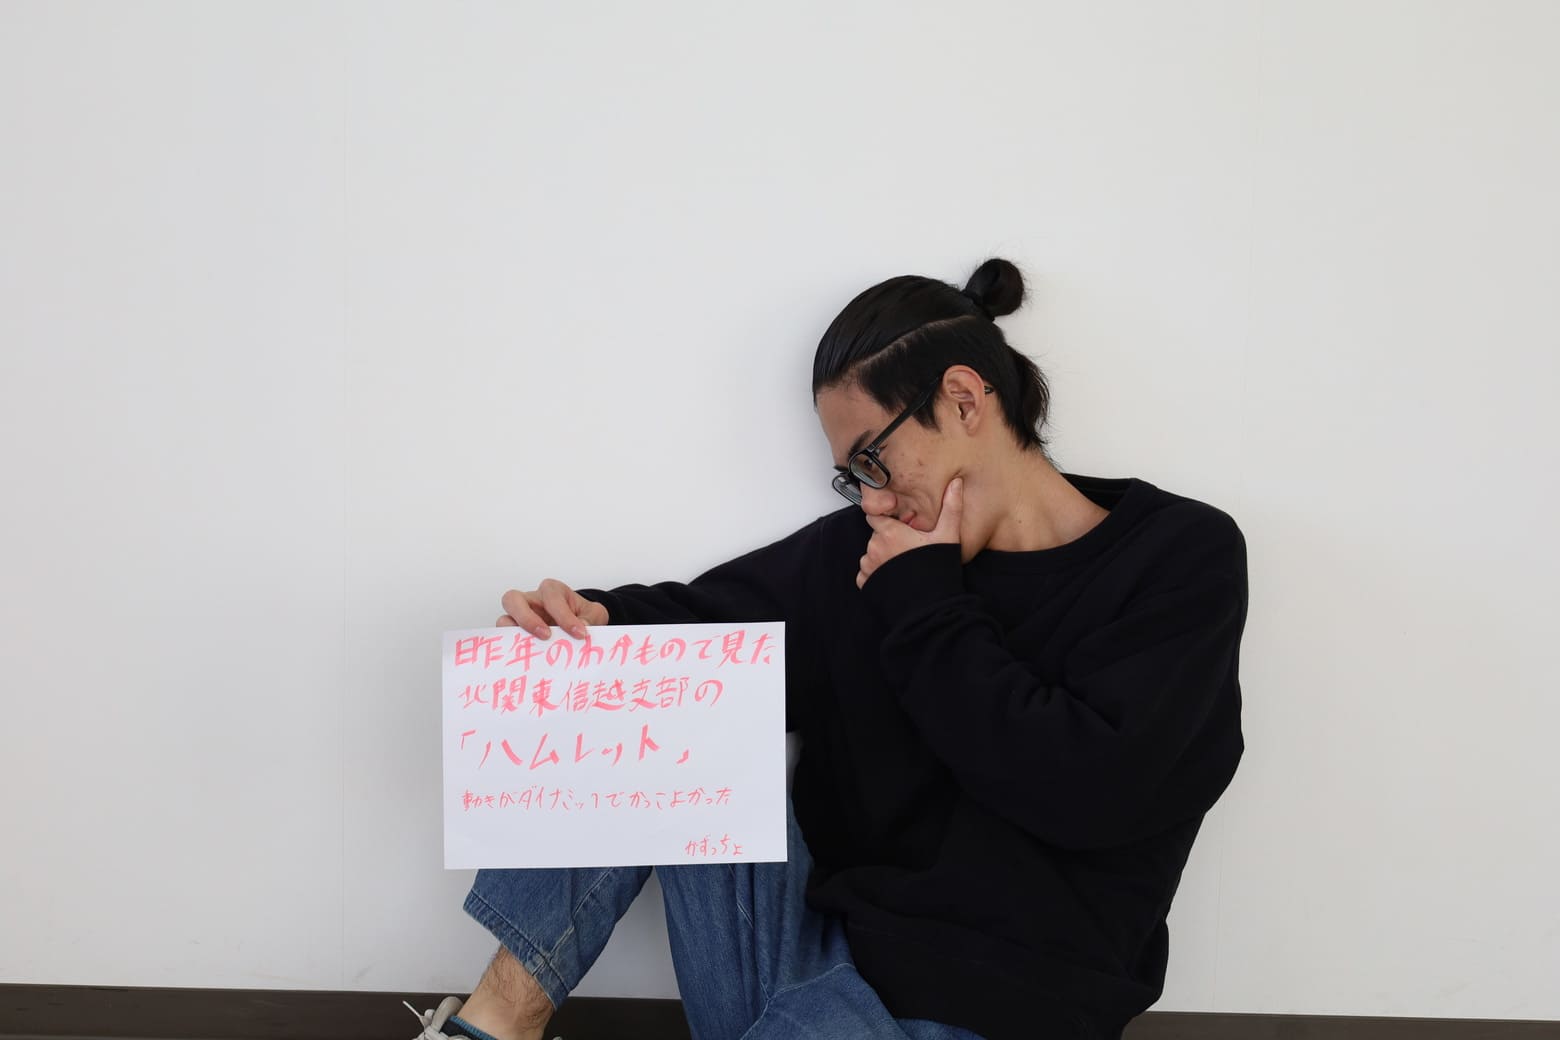 昨年のわかもので見た
北関東信越支部の
「ハムレット」
動きがダイナミックでかっこよかった
かずっちょ